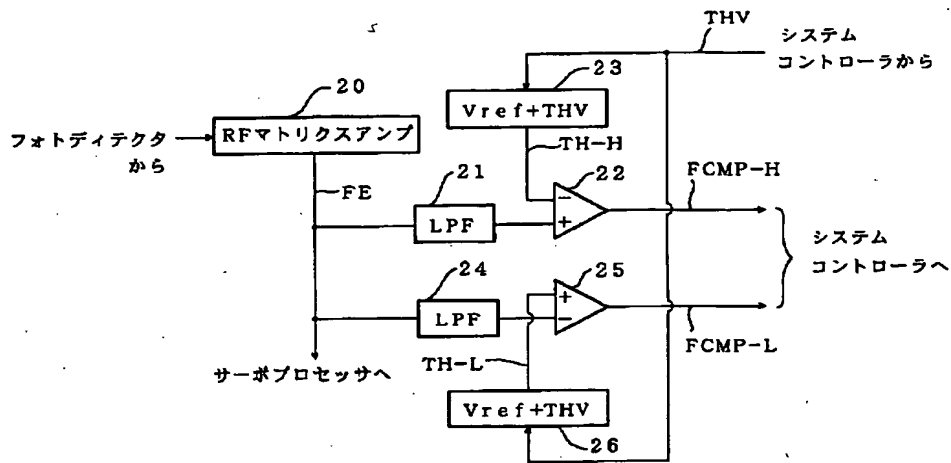 THV
システム
コントローラから
23
Vref+THV
20
RFマトリクスアンプ
フォトディテクタ
から
TH-H
FE
21
LPF
22
−
+
FCMP-H
システム
コントローラへ
24
LPF
25
+
−
FCMP-L
サーボプロセッサへ
TH-L
Vref+THV
26